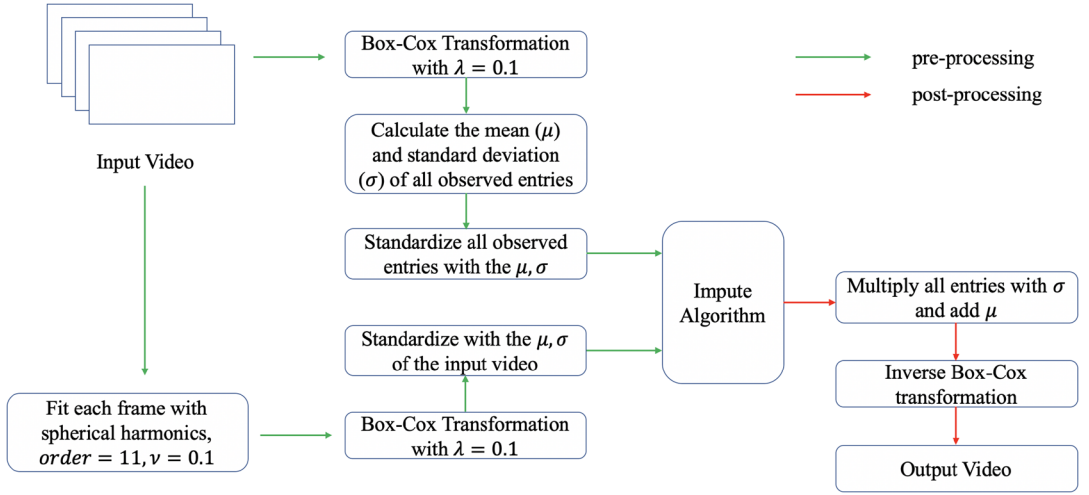 Input Video
Box-Cox Transformation
with λ = 0.1
Calculate the mean (μ)
and standard deviation
(σ) of all observed entries
Standardize all observed
entries with the μ, σ
Standardize with the μ, σ
of the input video
Box-Cox Transformation
with λ = 0.1
Fit each frame with
spherical harmonics,
order = 11, ν = 0.1
Impute
Algorithm
Multiply all entries with σ
and add μ
Inverse Box-Cox
transformation
Output Video
pre-processing
post-processing